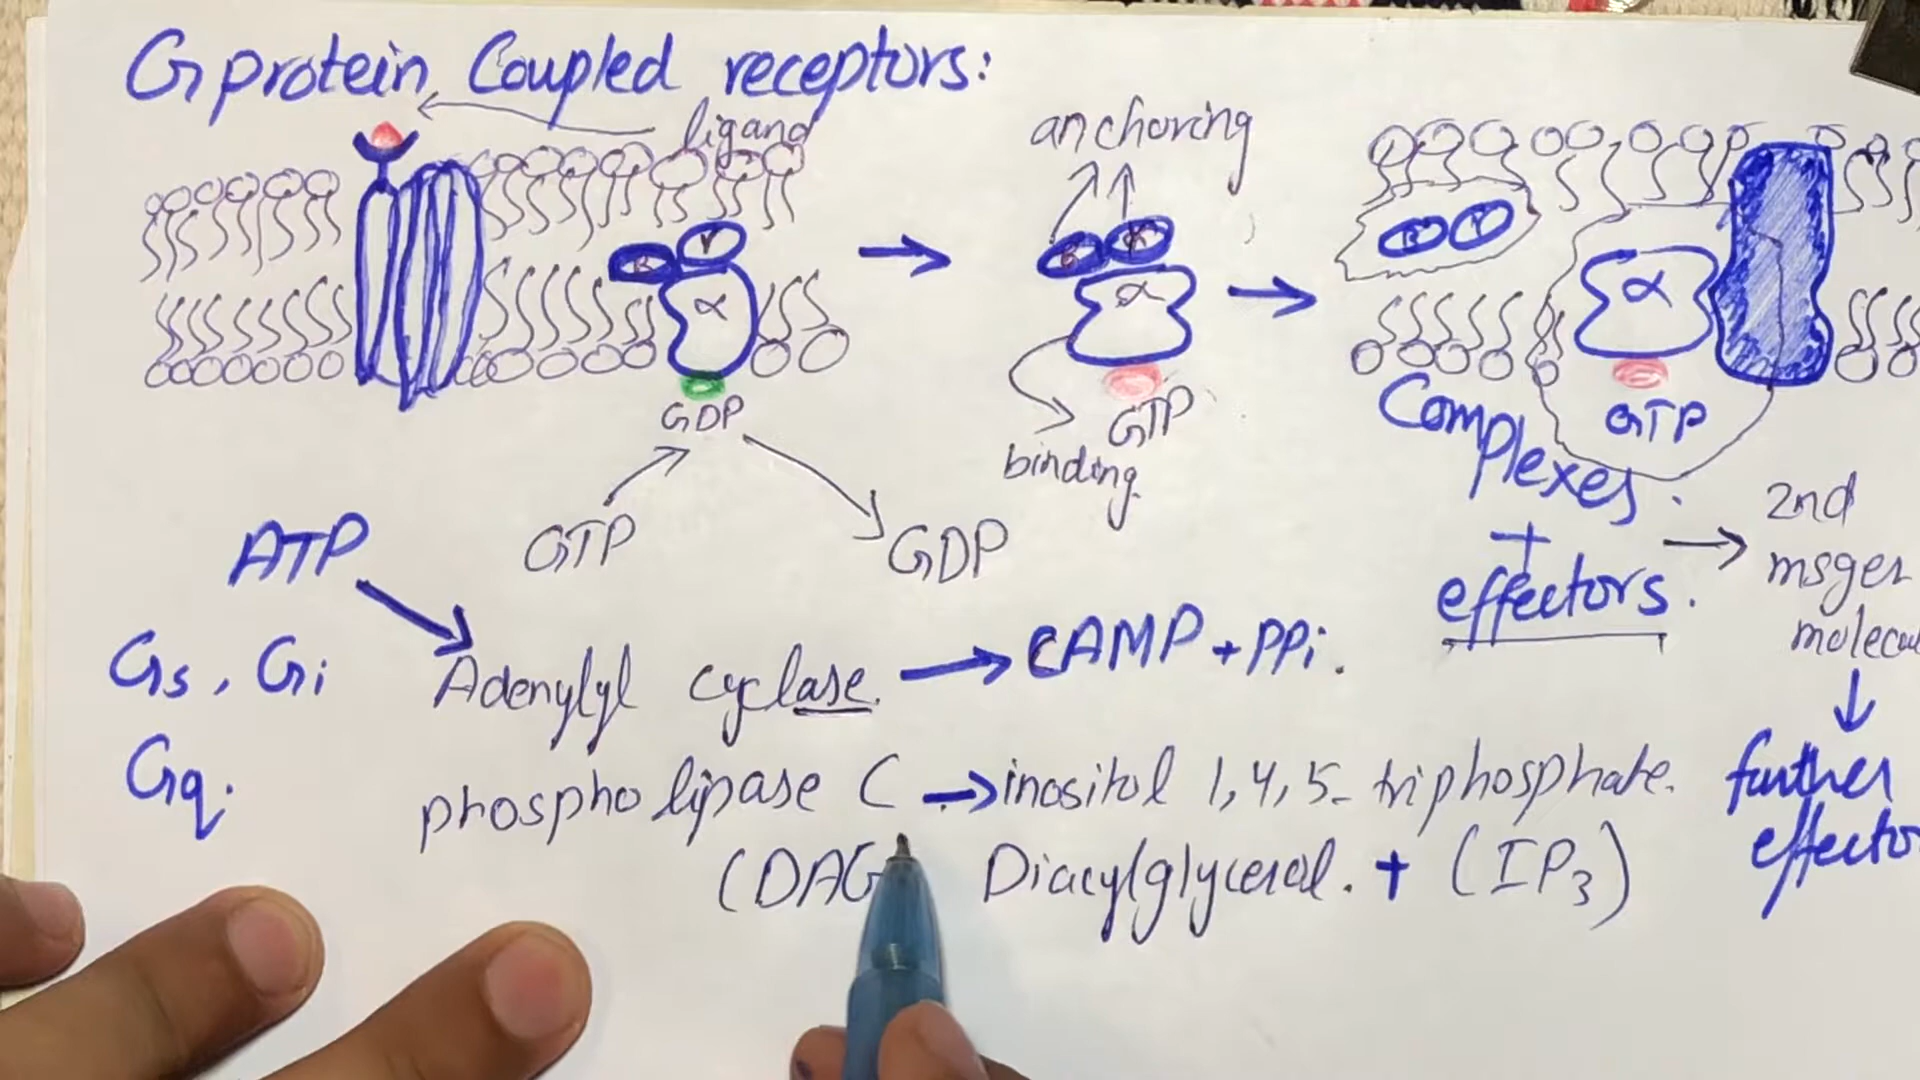 G protein Coupled receptors:
ligand
anchoring
B γ α
GDP
GTP
GDP
B γ α
GTP
binding
B γ α
GTP
Complexes
+
effectors.
2nd
msger
further
ATP
Gs, Gi
Adenylyl cyclase. → CAMP + PPi.
Gq.
phospholipase C → inositol 1,4,5- triphosphate.
(DAG Diacylglycerol. + (IP3)